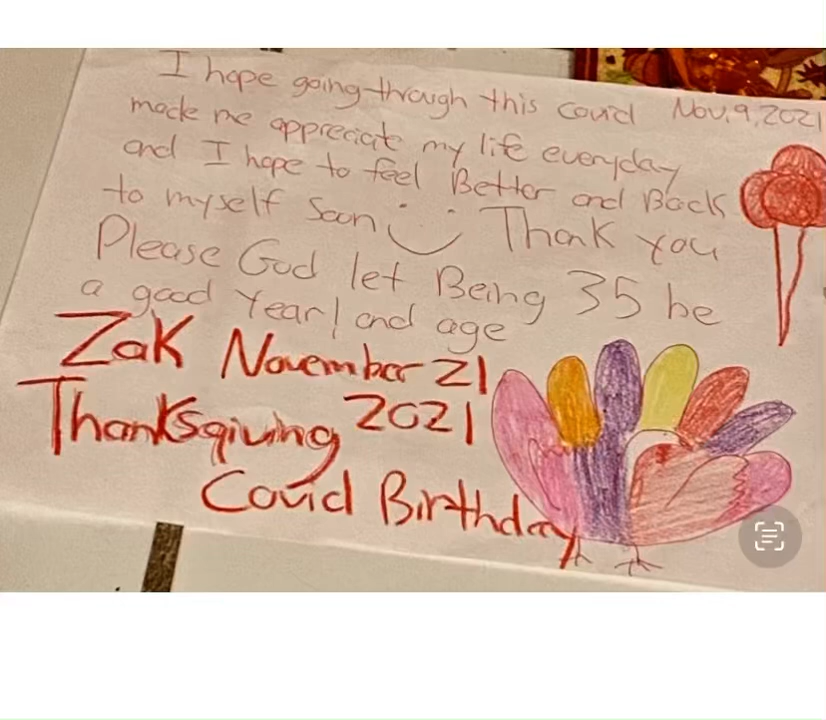 I hope going through this Covid Nov.9,2021
made me appreciate my life everyday
and I hope to feel Better and Back
to myself Soon Thank you
Please God let Being 35 be
a good Year! and age
Zak November 21
Thanksgiving 2021
Covid Birthday